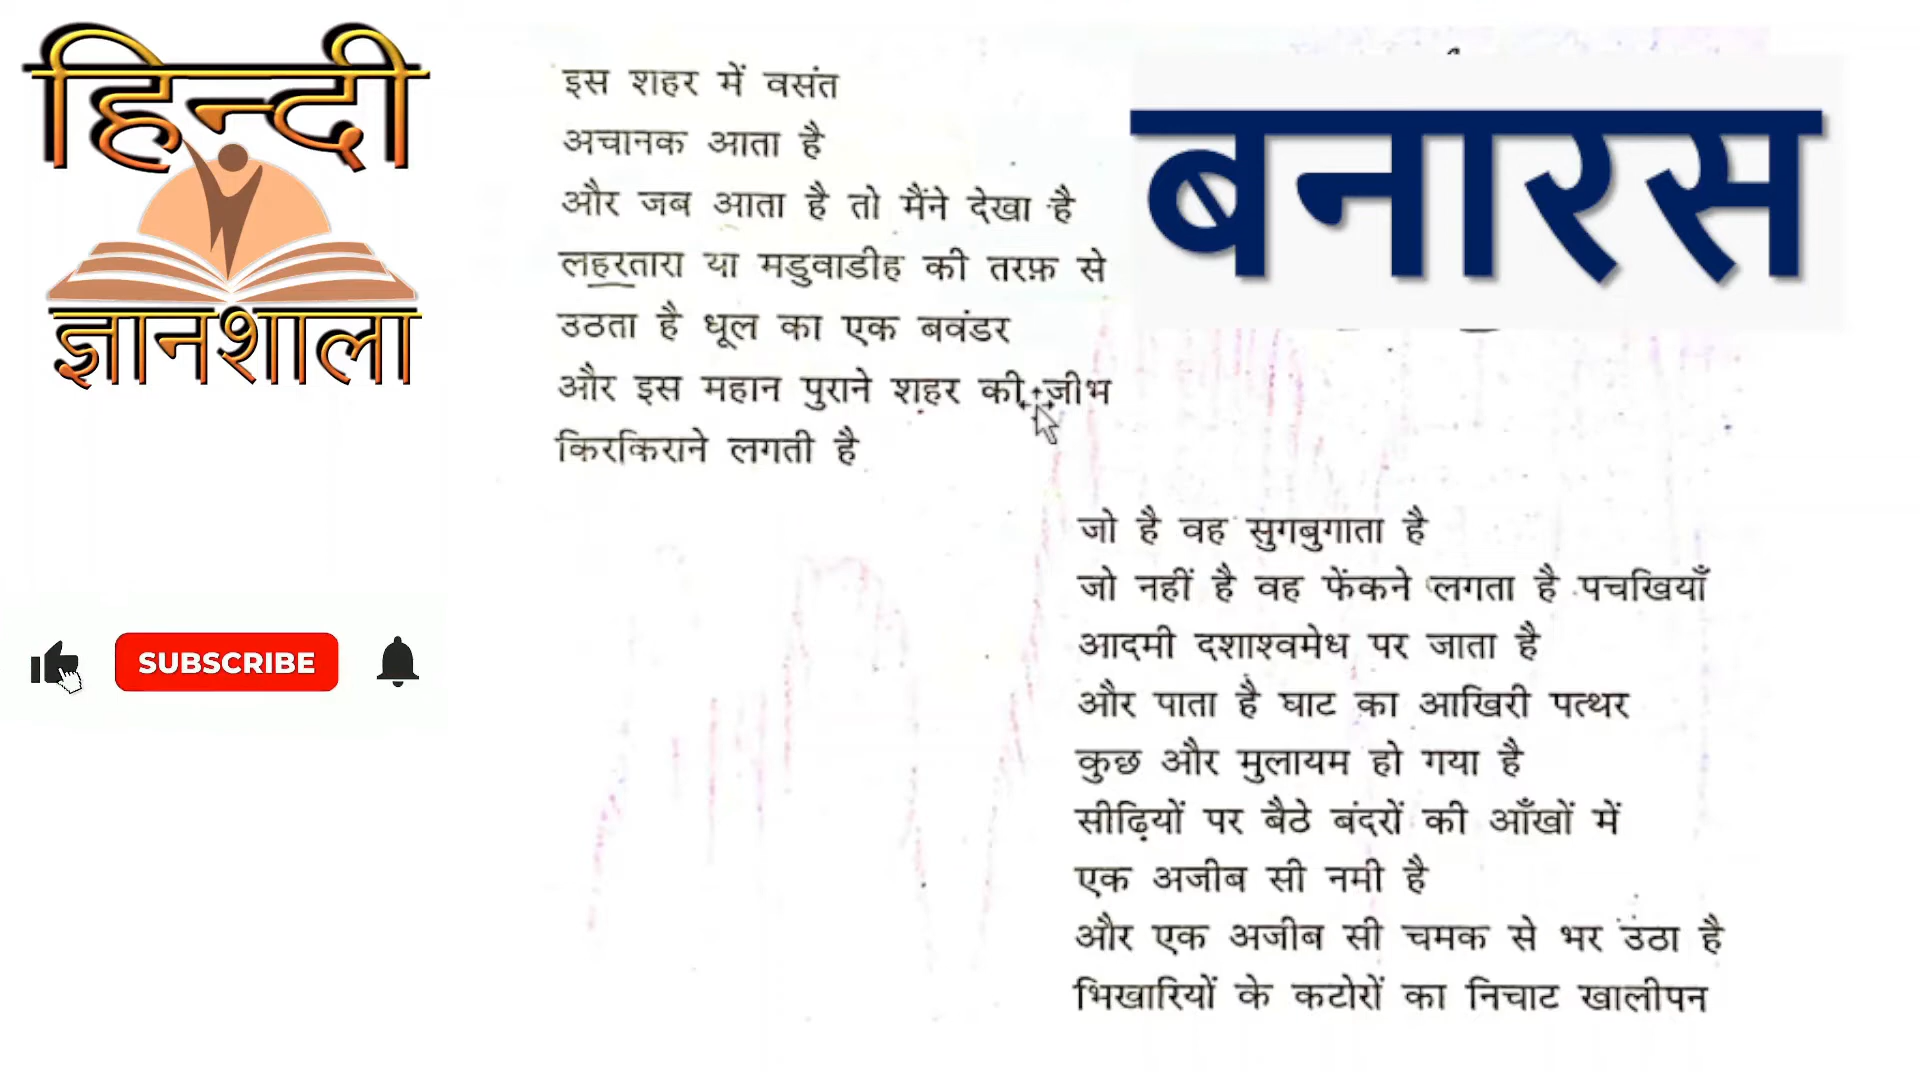 हिन्दी
ज्ञानशाला
SUBSCRIBE
बनारस
इस शहर में वसंत
अचानक आता है
और जब आता है तो मैंने देखा है
लहरतारा या मडुवाडीह की तरफ़ से
उठता है धूल का एक बवंडर
और इस महान पुराने शहर की जीभ
किरकिराने लगती है
जो है वह सुगबुगाता है
जो नहीं है वह फेंकने लगता है पचखियाँ
आदमी दशाश्वमेध पर जाता है
और पाता है घाट का आखिरी पत्थर
कुछ और मुलायम हो गया है
सीढ़ियों पर बैठे बंदरों की आँखों में
एक अजीब सी नमी है
और एक अजीब सी चमक से भर उठा है
भिखारियों के कटोरों का निचाट खालीपन